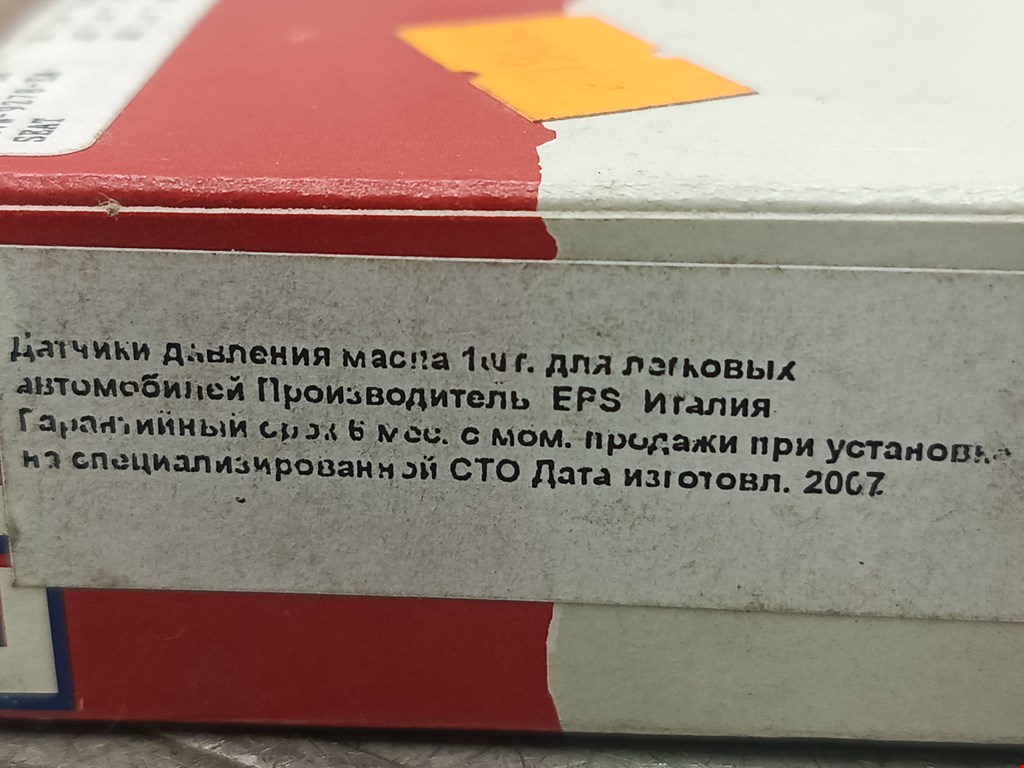 SEAT
Датчики давления масла 1шт. для легковых
автомобилей Производитель EPS Италия
Гарантийный срок 6 мес. с мом. продажи при установке
на специализированной СТО Дата изготовл. 2007